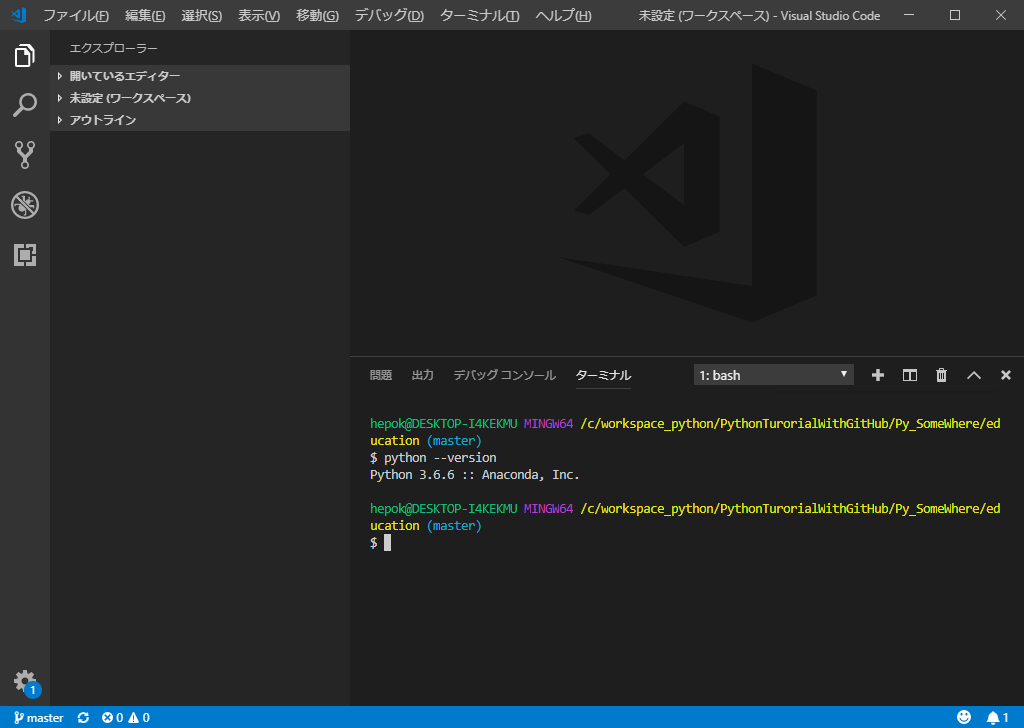 ファイル(F) 編集(E) 選択(S) 表示(V) 移動(G) デバッグ(D) ターミナル(T) ヘルプ(H) 未設定 (ワークスペース) - Visual Studio Code
エクスプローラー
開いているエディター
未設定 (ワークスペース)
アウトライン
問題 出力 デバッグ コンソール ターミナル 1: bash
hepok@DESKTOP-I4KEKMU MINGW64 /c/workspace_python/PythonTurorialWithGitHub/Py_SomeWhere/ed
ucation (master)
$ python --version
Python 3.6.6 :: Anaconda, Inc.
hepok@DESKTOP-I4KEKMU MINGW64 /c/workspace_python/PythonTurorialWithGitHub/Py_SomeWhere/ed
ucation (master)
$
1
master 0 0 1